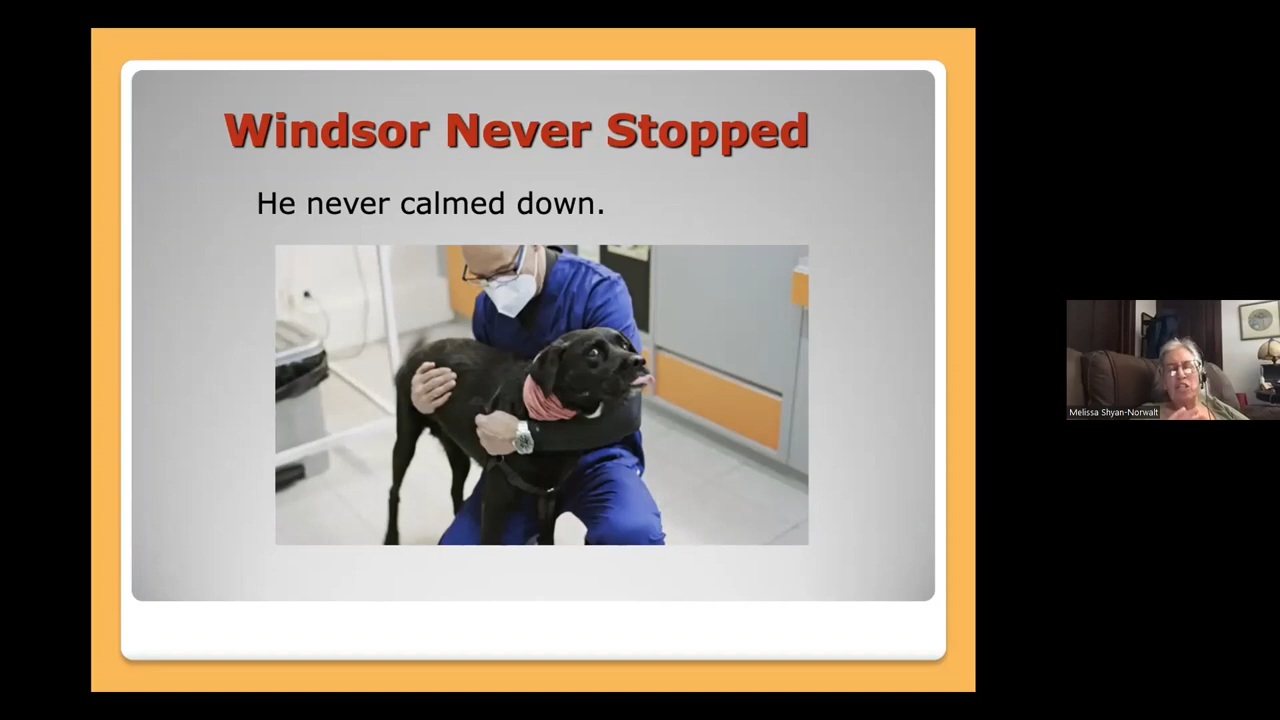 Windsor Never Stopped
He never calmed down.
Melissa Shyan-Norwalt